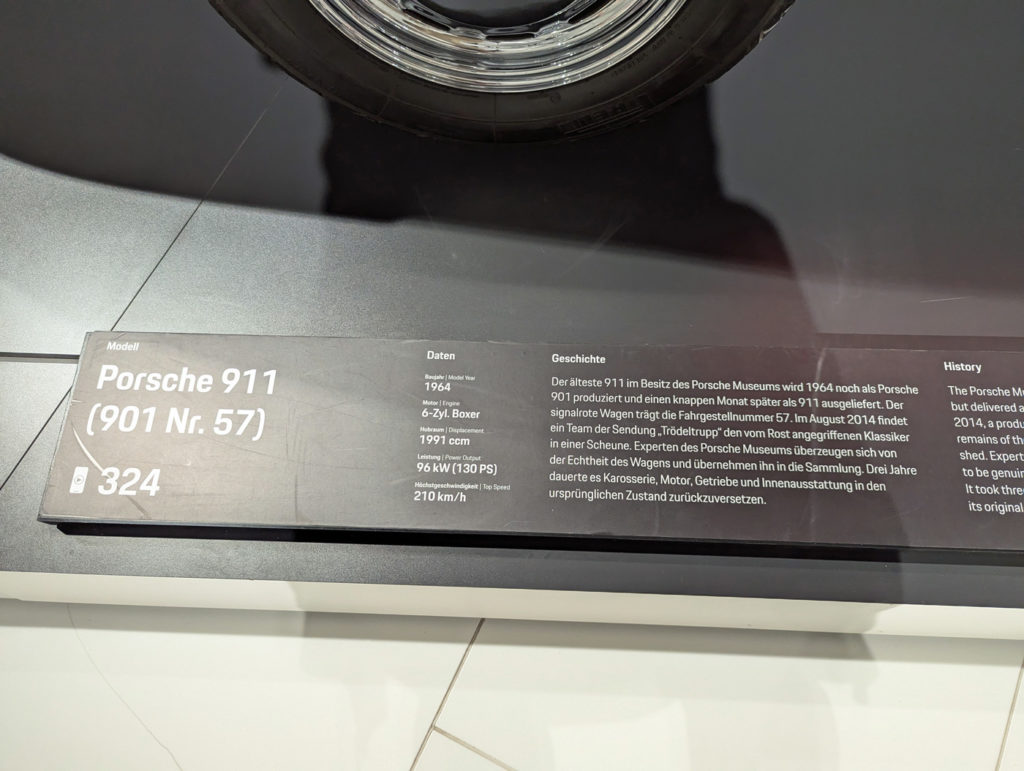 Modell
Porsche 911
(901 Nr. 57)
324
Daten
Baujahr | Model Year
1964
Motor | Engine
6-Zyl. Boxer
Hubraum | Displacement
1991 ccm
Leistung | Power Output
96 kW (130 PS)
Höchstgeschwindigkeit | Top Speed
210 km/h
Geschichte
Der älteste 911 im Besitz des Porsche Museums wird 1964 noch als Porsche
901 produziert und einen knappen Monat später als 911 ausgeliefert. Der
signalrote Wagen trägt die Fahrgestellnummer 57. Im August 2014 findet
ein Team der Sendung „Trödeltrupp“ den vom Rost angegriffenen Klassiker
in einer Scheune. Experten des Porsche Museums überzeugen sich von
der Echtheit des Wagens und übernehmen ihn in die Sammlung. Drei Jahre
dauerte es Karosserie, Motor, Getriebe und Innenausstattung in den
ursprünglichen Zustand zurückzuversetzen.
History
The Porsche
but delivered a
2014, a
remains of
shed. Expert
to be
It took
its original